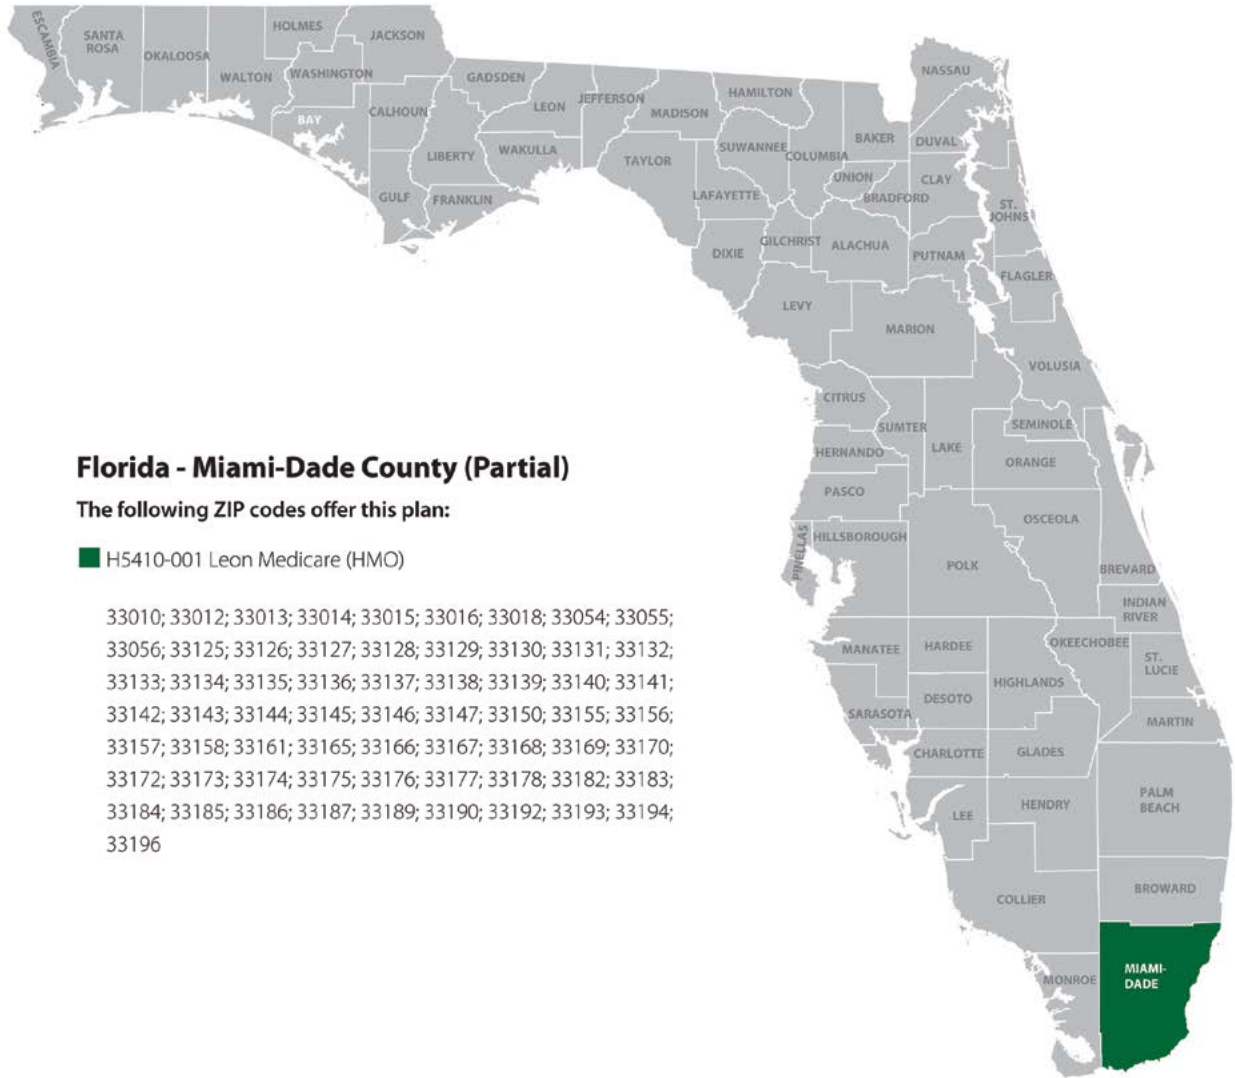 ESCAMBIA
SANTA
ROSA
OKALOOSA
WALTON
HOLMES
WASHINGTON
JACKSON
BAY
CALHOUN
GULF
GADSDEN
LIBERTY
FRANKLIN
LEON
WAKULLA
JEFFERSON
MADISON
TAYLOR
HAMILTON
SUWANNEE
LAFAYETTE
DIXIE
COLUMBIA
GILCHRIST
BAKER
UNION
BRADFORD
ALACHUA
LEVY
NASSAU
DUVAL
CLAY
ST.
JOHNS
PUTNAM
FLAGLER
MARION
VOLUSIA
CITRUS
SUMTER
LAKE
SEMINOLE
HERNANDO
ORANGE
PASCO
OSCEOLA
PINELLAS
HILLSBOROUGH
POLK
BREVARD
INDIAN
RIVER
MANATEE
HARDEE
OKEECHOBEE
ST.
LUCIE
HIGHLANDS
DESOTO
SARASOTA
MARTIN
CHARLOTTE
GLADES
PALM
BEACH
LEE
HENDRY
COLLIER
BROWARD
MONROE
MIAMI-
DADE
Florida - Miami-Dade County (Partial)
The following ZIP codes offer this plan:
H5410-001 Leon Medicare (HMO)
33010; 33012; 33013; 33014; 33015; 33016; 33018; 33054; 33055;
33056; 33125; 33126; 33127; 33128; 33129; 33130; 33131; 33132;
33133; 33134; 33135; 33136; 33137; 33138; 33139; 33140; 33141;
33142; 33143; 33144; 33145; 33146; 33147; 33150; 33155; 33156;
33157; 33158; 33161; 33165; 33166; 33167; 33168; 33169; 33170;
33172; 33173; 33174; 33175; 33176; 33177; 33178; 33182; 33183;
33184; 33185; 33186; 33187; 33189; 33190; 33192; 33193; 33194;
33196